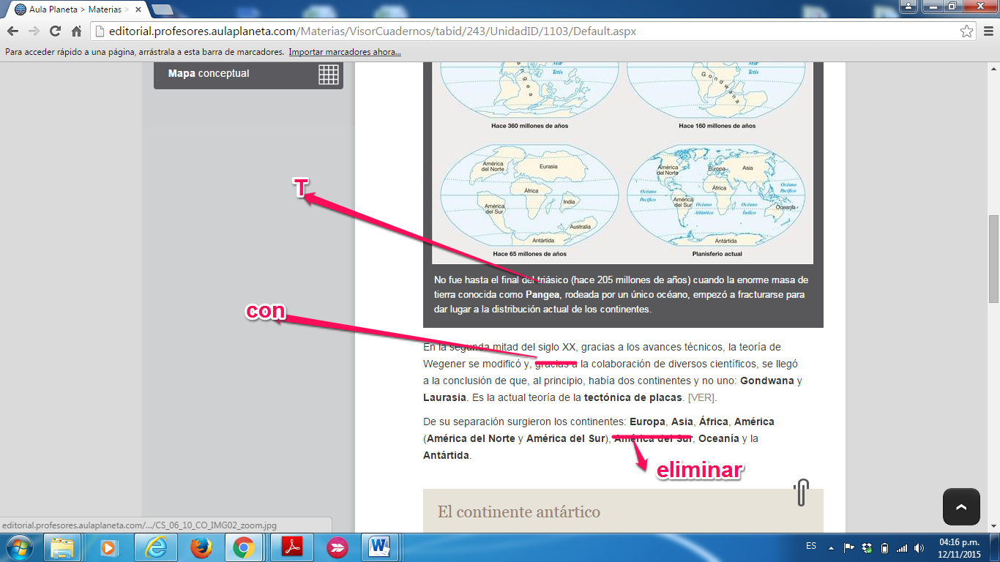 Aula Planeta > Materias >
editorial.profesores.aulaplaneta.com/Materias/VisorCuadernos/tabid/243/UnidadID/1103/Default.aspx
Para acceder rápido a una página, arrástrala a esta barra de marcadores. Importar marcadores ahora...
Mapa conceptual
Mar Tetis
Mar Tetis
Gondwana
Hace 360 millones de años
Hace 160 millones de años
América del Norte
Eurasia
África
India
América del Sur
Australia
Antártida
Hace 65 millones de años
América del Norte
Europa
Asia
África
Océano Pacífico
Océano Pacífico
América del Sur
Océano Atlántico
Océano Índico
Oceanía
Antártida
Planisferio actual
T
No fue hasta el final del triásico (hace 205 millones de años) cuando la enorme masa de
tierra conocida como Pangea, rodeada por un único océano, empezó a fracturarse para
dar lugar a la distribución actual de los continentes.
con
En la segunda mitad del siglo XX, gracias a los avances técnicos, la teoría de
Wegener se modificó y, gracias a la colaboración de diversos científicos, se llegó
a la conclusión de que, al principio, había dos continentes y no uno: Gondwana y
Laurasia. Es la actual teoría de la tectónica de placas. [VER].
De su separación surgieron los continentes: Europa, Asia, África, América
(América del Norte y América del Sur), América del Sur, Oceanía y la
Antártida.
eliminar
El continente antártico
editorial.profesores.aulaplaneta.com/.../CS_06_10_CO_IMG02_zoom.jpg
ES
04:16 p.m.
12/11/2015